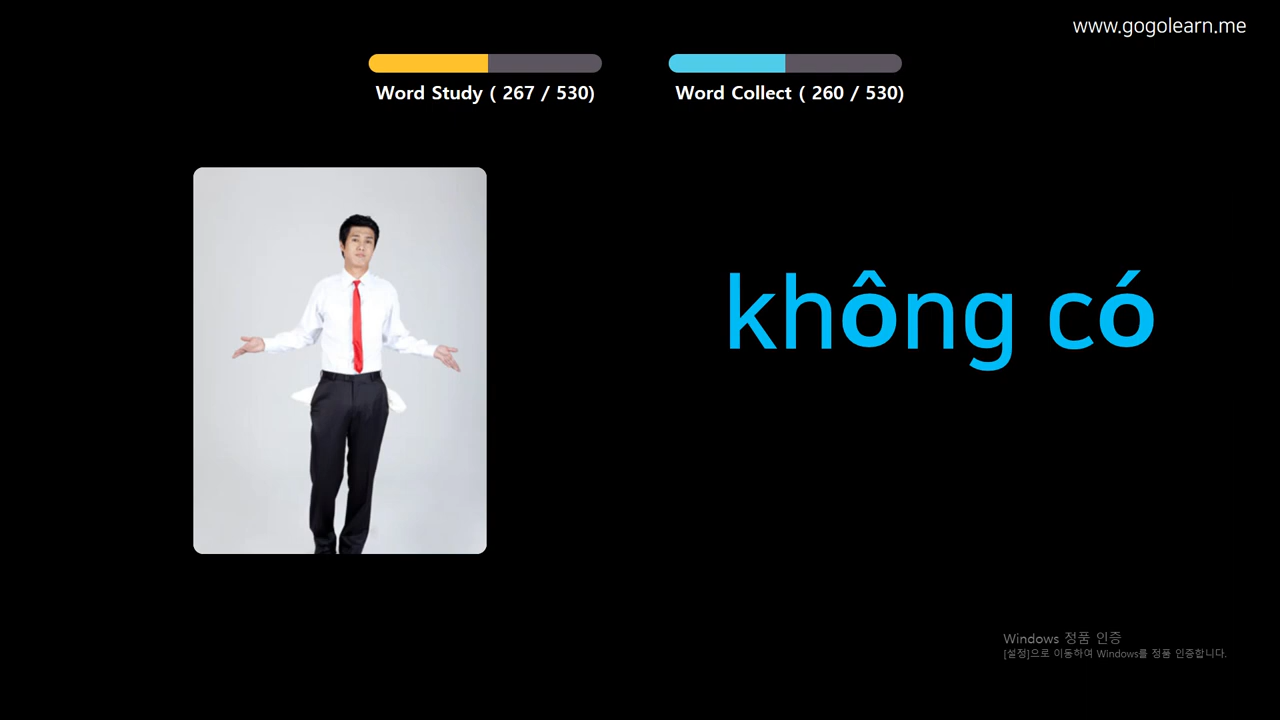 www.gogolearn.me
Word Study ( 267 / 530)
Word Collect ( 260 / 530)
không có
Windows 정품 인증
[설정]으로 이동하여 Windows를 정품 인증합니다.